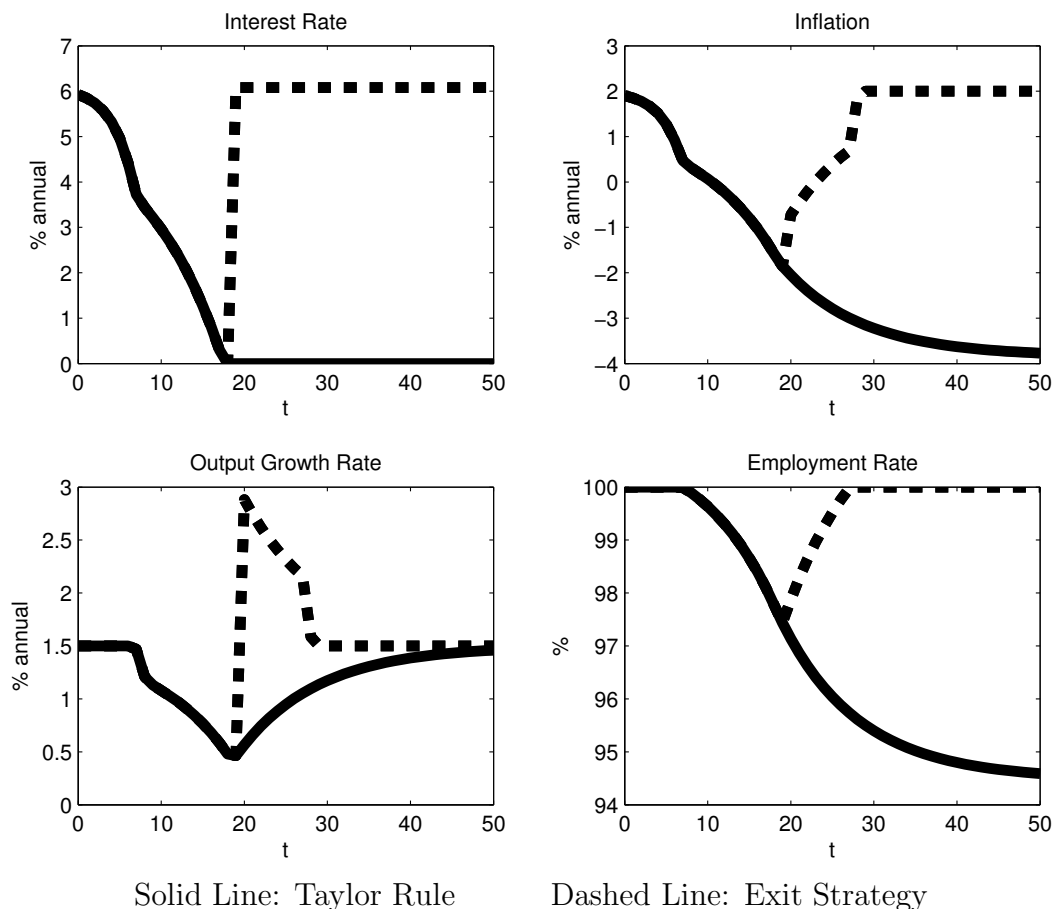 Interest Rate
7
6
5
4
3
2
1
0
% annual
0 10 20 30 40 50
t
Inflation
3
2
1
0
−1
−2
−3
−4
% annual
0 10 20 30 40 50
t
Output Growth Rate
3
2.5
2
1.5
1
0.5
0
% annual
0 10 20 30 40 50
t
Employment Rate
100
99
98
97
96
95
94
%
0 10 20 30 40 50
t
Solid Line: Taylor Rule Dashed Line: Exit Strategy